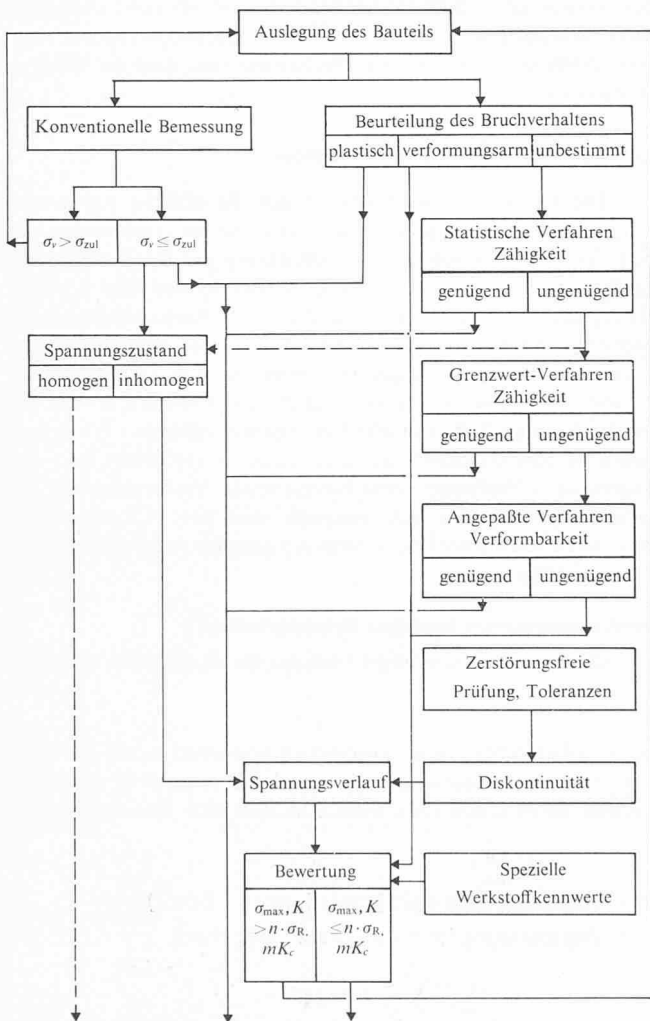 Auslegung des Bauteils
Konventionelle Bemessung
Beurteilung des Bruchverhaltens
plastisch verformungsarm unbestimmt
σᵥ > σzul σᵥ ≤ σzul
Statistische Verfahren
Zähigkeit
genügend ungenügend
Spannungszustand
homogen inhomogen
Grenzwert-Verfahren
Zähigkeit
genügend ungenügend
Angepaßte Verfahren
Verformbarkeit
genügend ungenügend
Zerstörungsfreie
Prüfung, Toleranzen
Spannungsverlauf
Diskontinuität
Bewertung
σmax, K
>n · σR,
mKc
σmax, K
≤n · σR,
mKc
Spezielle
Werkstoffkennwerte